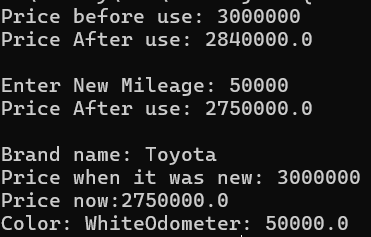 Price before use: 3000000
Price After use: 2840000.0
Enter New Mileage: 50000
Price After use: 2750000.0
Brand name: Toyota
Price when it was new: 3000000
Price now:2750000.0
Color: WhiteOdometer: 50000.0